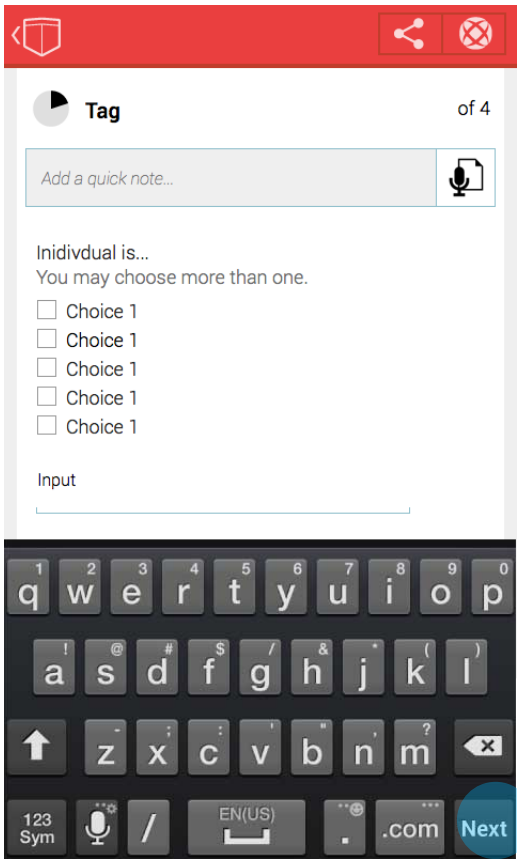 Tag
of 4
Add a quick note...
Inidivdual is...
You may choose more than one.
Choice 1
Choice 1
Choice 1
Choice 1
Choice 1
Input
1 2 3 4 5 6 7 8 9 0
q w e r t y u i o p
! @ # $ / & * ( )
a s d f g h j k l
- ; : ' " , ?
z x c v b n m
123 Sym / EN(US) . .com Next